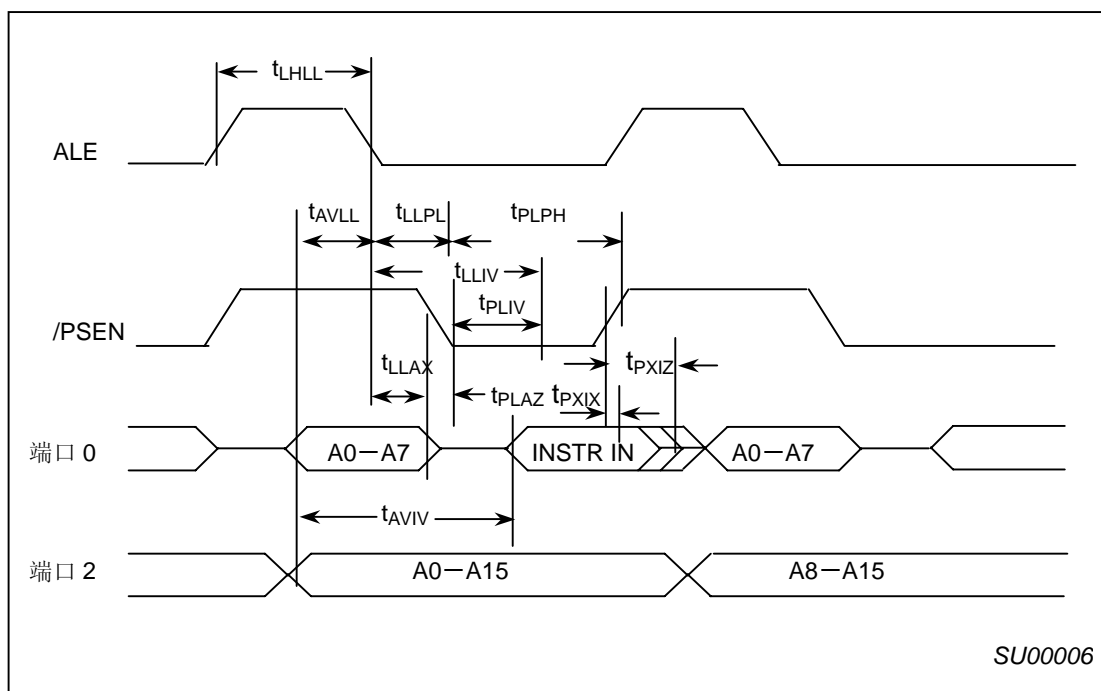 tLHLL
ALE
tAVLL tLLPL tPLPH
tLLIV
/PSEN
tPLIV
tLLAX
tPXIZ
tPLAZ tPXIX
端口 0
A0－A7
INSTR IN
A0－A7
tAVIV
端口 2
A0－A15
A8－A15
SU00006